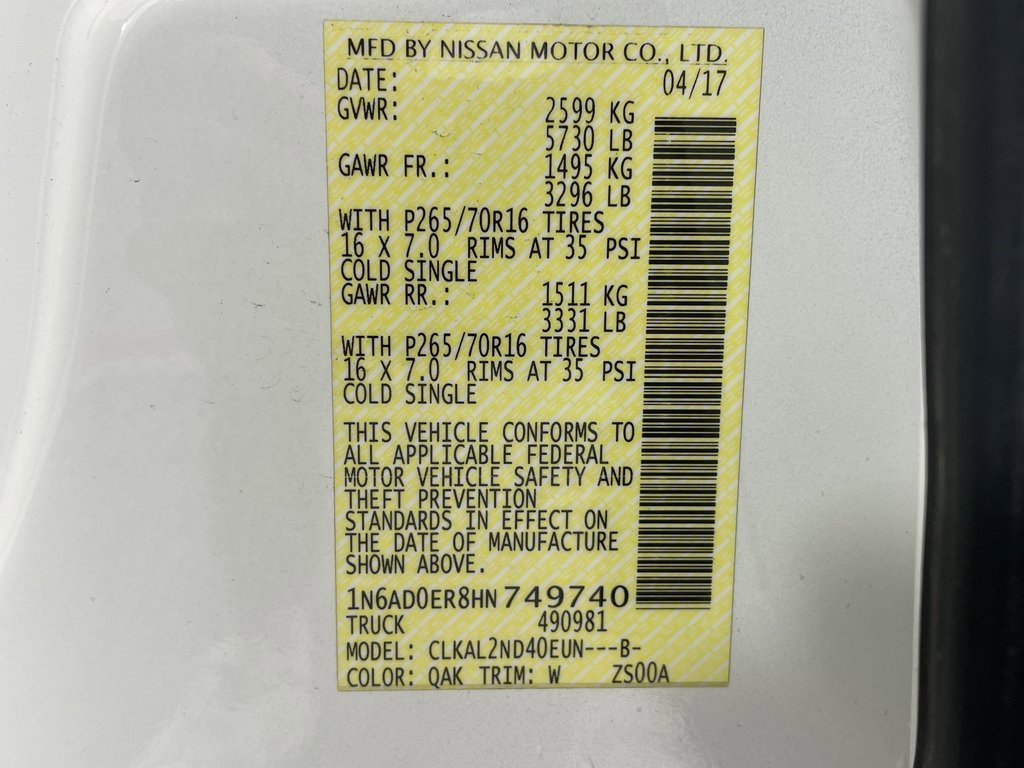 MFD BY NISSAN MOTOR CO., LTD.
DATE: 04/17
GVWR: 2599 KG
5730 LB
GAWR FR.: 1495 KG
3296 LB
WITH P265/70R16 TIRES
16 X 7.0 RIMS AT 35 PSI
COLD SINGLE
GAWR RR.: 1511 KG
3331 LB
WITH P265/70R16 TIRES
16 X 7.0 RIMS AT 35 PSI
COLD SINGLE
THIS VEHICLE CONFORMS TO
ALL APPLICABLE FEDERAL
MOTOR VEHICLE SAFETY AND
THEFT PREVENTION
STANDARDS IN EFFECT ON
THE DATE OF MANUFACTURE
SHOWN ABOVE.
1N6AD0ER8HN749740
TRUCK 490981
MODEL: CLKAL2ND40EUN---B-
COLOR: QAK TRIM: W ZS00A